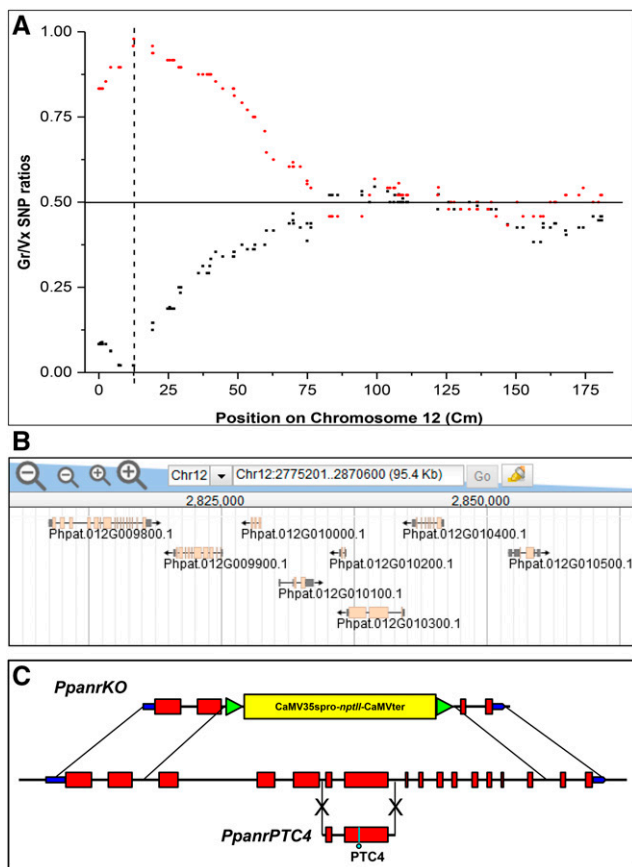 A
1.00
0.75
0.50
0.25
0.00
Gr/Vx SNP ratios
0 25 50 75 100 125 150 175
Position on Chromosome 12 (Cm)
B
Chr12 Chr12:2775201..2870600 (95.4 Kb) Go
2,825,000 2,850,000
Phpat.012G009800.1 Phpat.012G010000.1 Phpat.012G010400.1
Phpat.012G009900.1 Phpat.012G010200.1 Phpat.012G010500.1
Phpat.012G010100.1
Phpat.012G010300.1
C
PpanrKO
CaMV35spro-nptII-CaMVter
X X
PpanrPTC4
PTC4